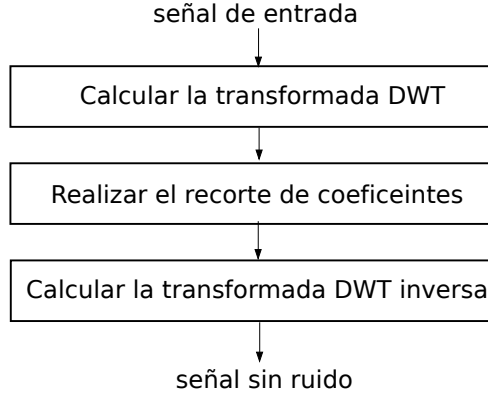 señal de entrada
Calcular la transformada DWT
Realizar el recorte de coeficeintes
Calcular la transformada DWT inversa
señal sin ruido